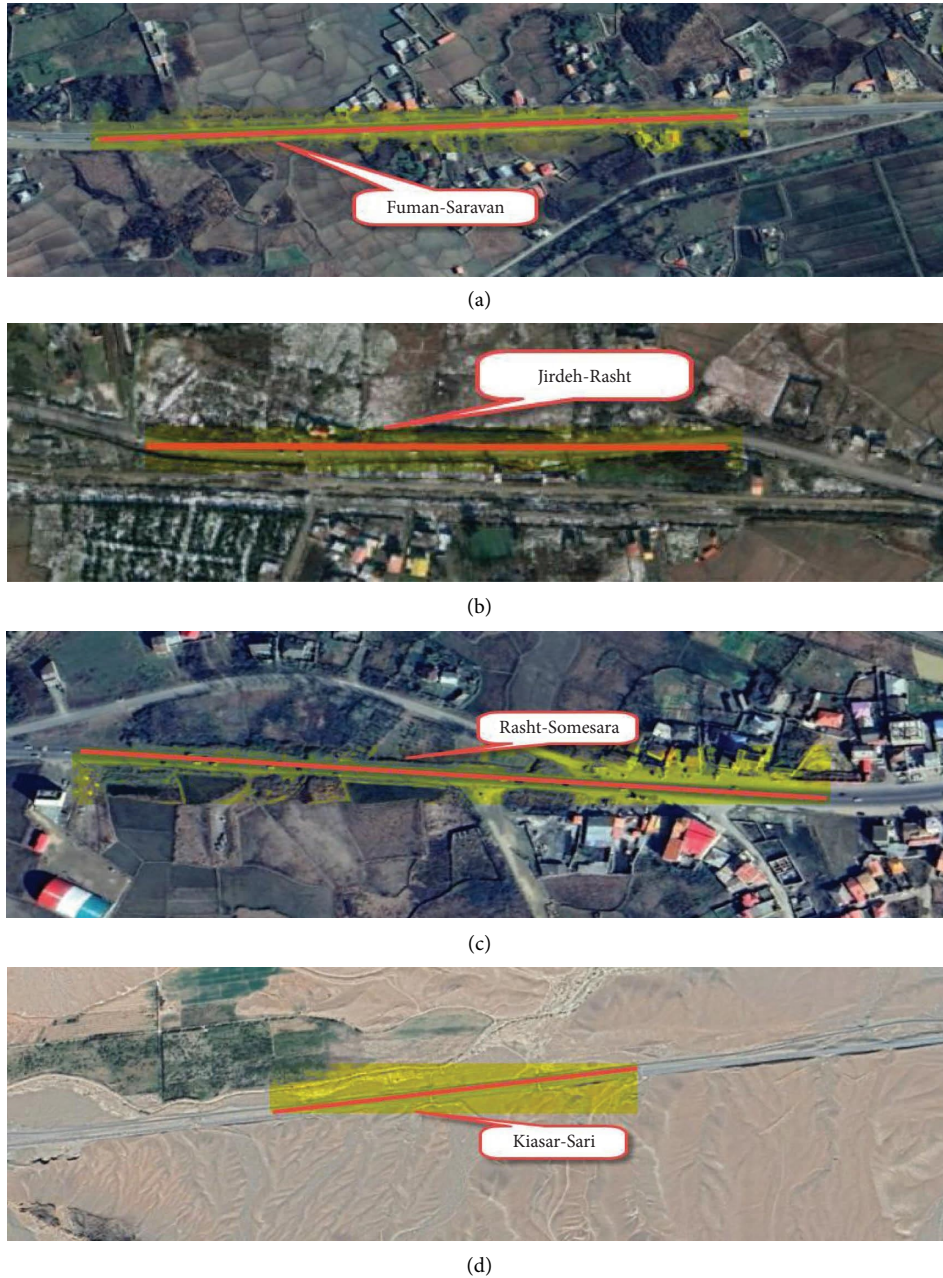 Fuman-Saravan
(a)
Jirdeh-Rasht
(b)
Rasht-Somesara
(c)
Kiasar-Sari
(d)